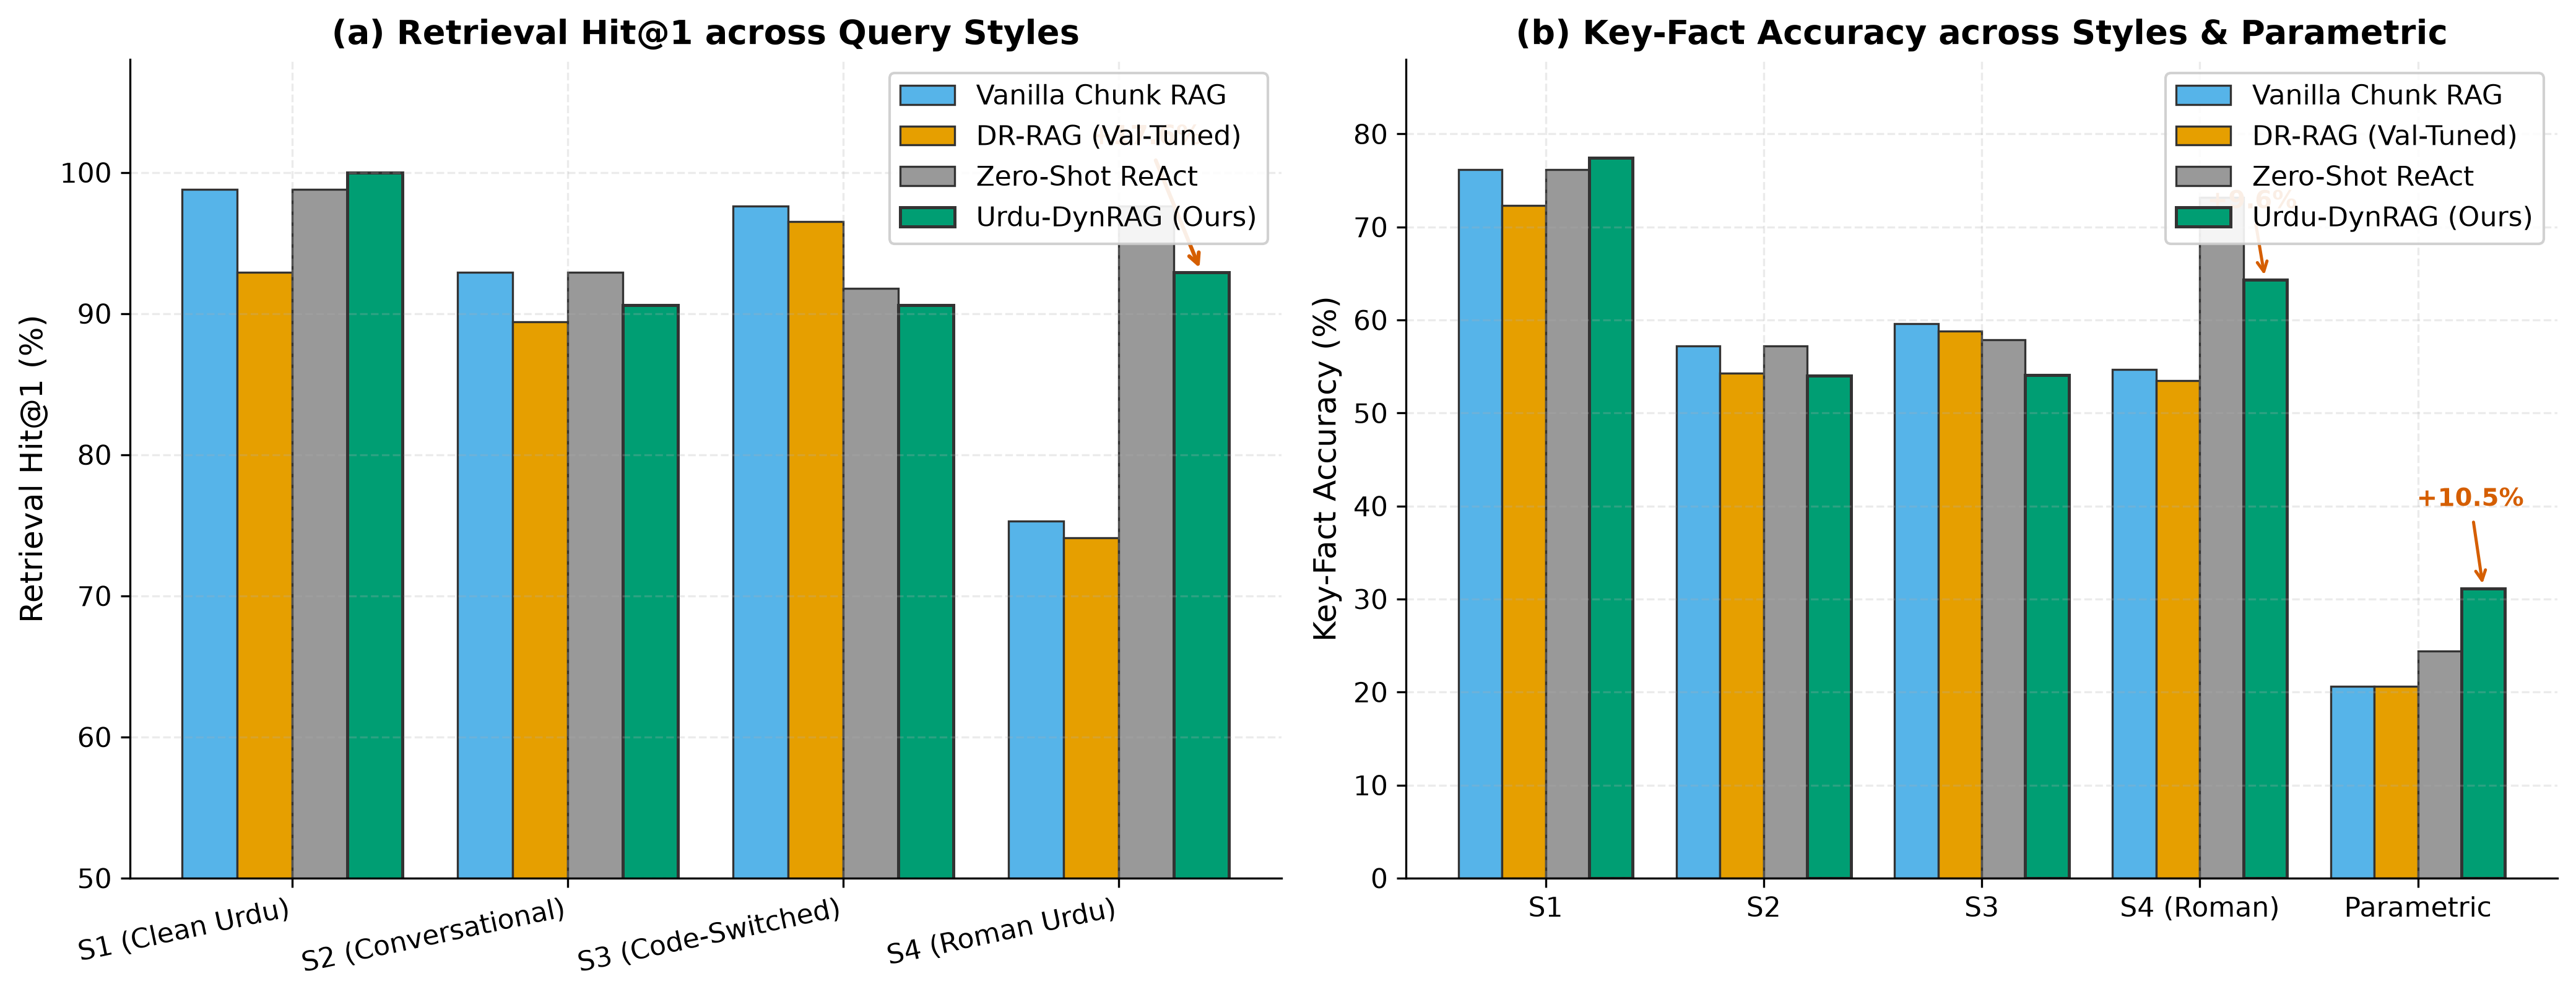 (a) Retrieval Hit@1 across Query Styles
Retrieval Hit@1 (%)
100
90
80
70
60
50
Vanilla Chunk RAG
DR-RAG (Val-Tuned)
Zero-Shot ReAct
Urdu-DynRAG (Ours)
S1 (Clean Urdu)
S2 (Conversational)
S3 (Code-Switched)
S4 (Roman Urdu)
(b) Key-Fact Accuracy across Styles & Parametric
Key-Fact Accuracy (%)
80
70
60
50
40
30
20
10
0
Vanilla Chunk RAG
DR-RAG (Val-Tuned)
Zero-Shot ReAct
Urdu-DynRAG (Ours)
+10.5%
S1
S2
S3
S4 (Roman)
Parametric